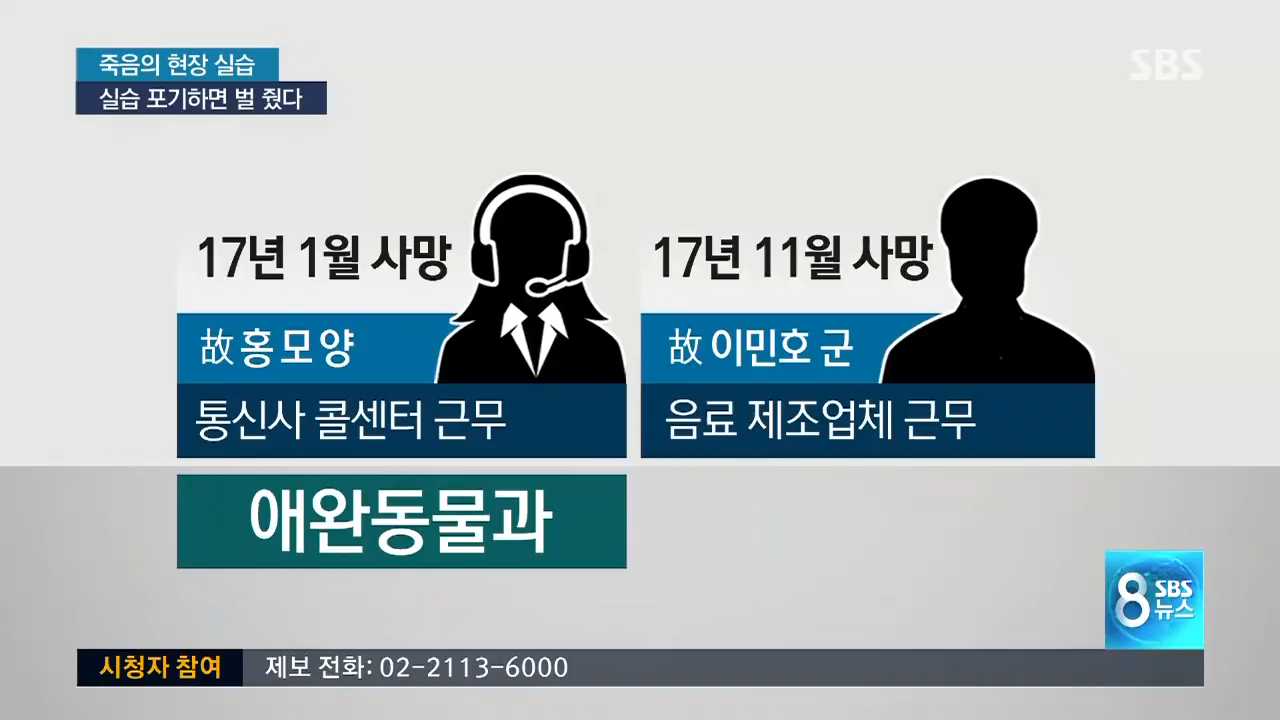 죽음의 현장 실습
SBS
실습 포기하면 벌 줬다
17년 1월 사망
17년 11월 사망
故 홍 모 양
故 이민호 군
통신사 콜센터 근무
음료 제조업체 근무
애완동물과
8 SBS 뉴스
시청자 참여 제보 전화: 02-2113-6000